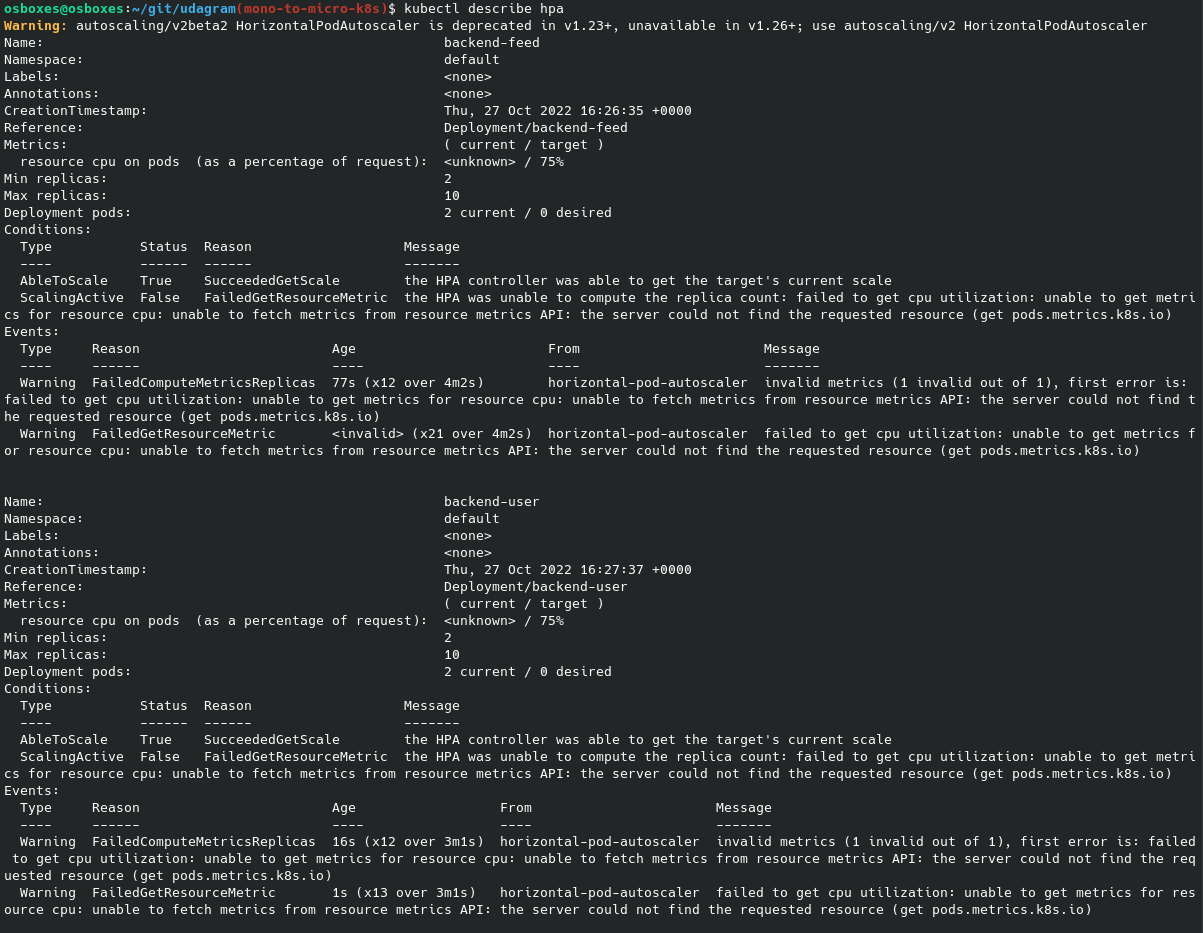 osboxes@osboxes:~/git/udagram(mono-to-micro-k8s)$ kubectl describe hpa
Warning: autoscaling/v2beta2 HorizontalPodAutoscaler is deprecated in v1.23+, unavailable in v1.26+; use autoscaling/v2 HorizontalPodAutoscaler
Name:                                                  backend-feed
Namespace:                                             default
Labels:                                                <none>
Annotations:                                           <none>
CreationTimestamp:                                     Thu, 27 Oct 2022 16:26:35 +0000
Reference:                                             Deployment/backend-feed
Metrics:                                               ( current / target )
  resource cpu on pods  (as a percentage of request):  <unknown> / 75%
Min replicas:                                          2
Max replicas:                                          10
Deployment pods:                                       2 current / 0 desired
Conditions:
  Type           Status  Reason                   Message
  ----           ------  ------                   -------
  AbleToScale    True    SucceededGetScale        the HPA controller was able to get the target's current scale
  ScalingActive  False   FailedGetResourceMetric  the HPA was unable to compute the replica count: failed to get cpu utilization: unable to get metri
cs for resource cpu: unable to fetch metrics from resource metrics API: the server could not find the requested resource (get pods.metrics.k8s.io)
Events:
  Type     Reason                        Age                        From                       Message
  ----     ------                        ----                       ----                       -------
  Warning  FailedComputeMetricsReplicas  77s (x12 over 4m2s)        horizontal-pod-autoscaler  invalid metrics (1 invalid out of 1), first error is:
failed to get cpu utilization: unable to get metrics for resource cpu: unable to fetch metrics from resource metrics API: the server could not find t
he requested resource (get pods.metrics.k8s.io)
  Warning  FailedGetResourceMetric       <invalid> (x21 over 4m2s)  horizontal-pod-autoscaler  failed to get cpu utilization: unable to get metrics f
or resource cpu: unable to fetch metrics from resource metrics API: the server could not find the requested resource (get pods.metrics.k8s.io)
Name:                                                  backend-user
Namespace:                                             default
Labels:                                                <none>
Annotations:                                           <none>
CreationTimestamp:                                     Thu, 27 Oct 2022 16:27:37 +0000
Reference:                                             Deployment/backend-user
Metrics:                                               ( current / target )
  resource cpu on pods  (as a percentage of request):  <unknown> / 75%
Min replicas:                                          2
Max replicas:                                          10
Deployment pods:                                       2 current / 0 desired
Conditions:
  Type           Status  Reason                   Message
  ----           ------  ------                   -------
  AbleToScale    True    SucceededGetScale        the HPA controller was able to get the target's current scale
  ScalingActive  False   FailedGetResourceMetric  the HPA was unable to compute the replica count: failed to get cpu utilization: unable to get metri
cs for resource cpu: unable to fetch metrics from resource metrics API: the server could not find the requested resource (get pods.metrics.k8s.io)
Events:
  Type     Reason                        Age                  From                       Message
  ----     ------                        ----                 ----                       -------
  Warning  FailedComputeMetricsReplicas  16s (x12 over 3m1s)  horizontal-pod-autoscaler  invalid metrics (1 invalid out of 1), first error is: failed
 to get cpu utilization: unable to get metrics for resource cpu: unable to fetch metrics from resource metrics API: the server could not find the req
uested resource (get pods.metrics.k8s.io)
  Warning  FailedGetResourceMetric       1s (x13 over 3m1s)   horizontal-pod-autoscaler  failed to get cpu utilization: unable to get metrics for res
ource cpu: unable to fetch metrics from resource metrics API: the server could not find the requested resource (get pods.metrics.k8s.io)